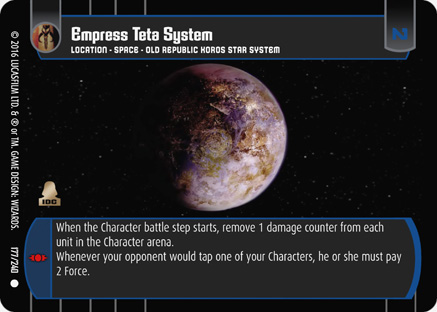 Empress Teta System
LOCATION - SPACE - OLD REPUBLIC KOROS STAR SYSTEM
© 2016 LUCASFILM LTD. & ® or TM. GAME DESIGN: WIZARDS.
IDC
When the Character battle step starts, remove 1 damage counter from each
unit in the Character arena.
Whenever your opponent would tap one of your Characters, he or she must pay
2 Force.
177/240